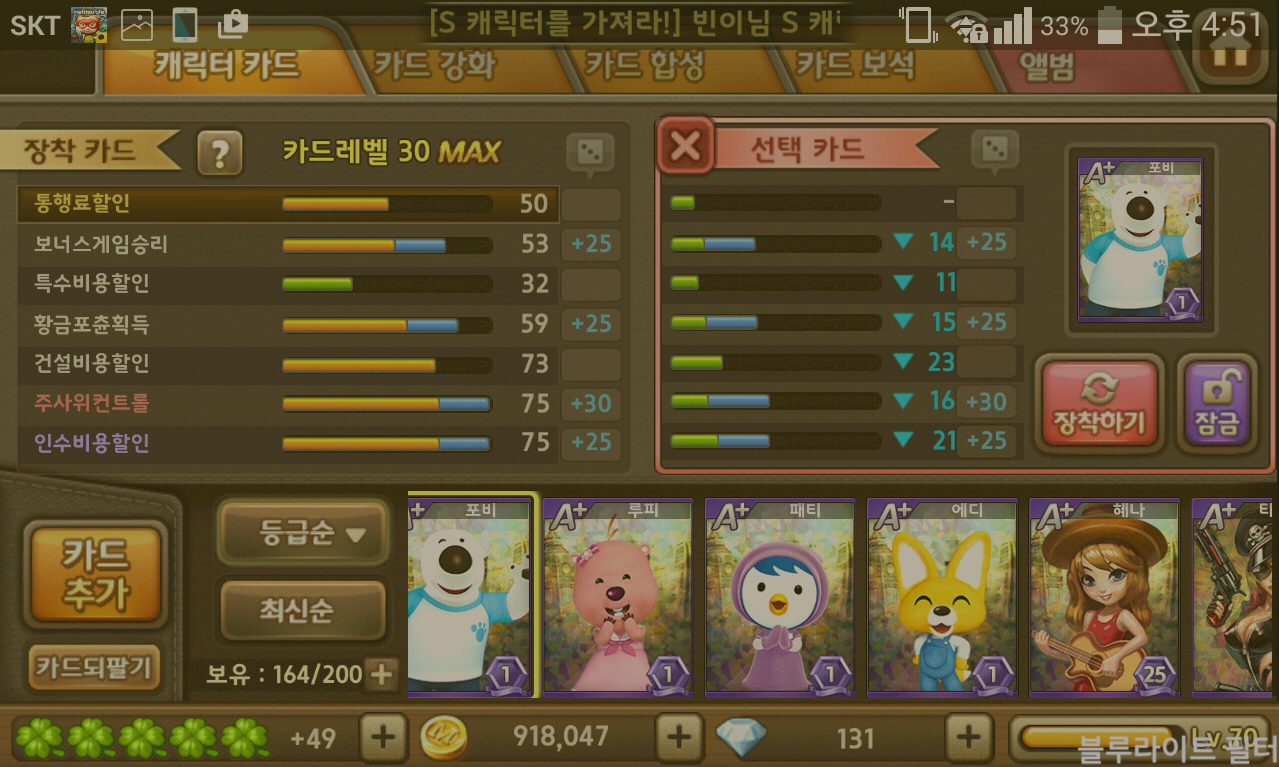 SKT
[S 캐릭터를 가져라!] 빈이님 S 캐
33% 오후 4:51
캐릭터 카드 카드 강화 카드 합성 카드 보석 앨범
장착 카드 ? 카드레벨 30 MAX
선택 카드
통행료할인 50 -
보너스게임승리 53 +25 14 +25
특수비용할인 32 11
황금포츈획득 59 +25 15 +25
건설비용할인 73 23
주사위컨트롤 75 +30 16 +30
인수비용할인 75 +25 21 +25
A+ 포비
1
장착하기
잠금
카드
추가
카드되팔기
등급순
최신순
보유 : 164/200 +
A+ 포비 1
A+ 루피 1
A+ 패티 1
A+ 에디 1
A+ 혜나 25
A+
+49 +
918,047 +
131 +
Lv.70
블루라이트 필터